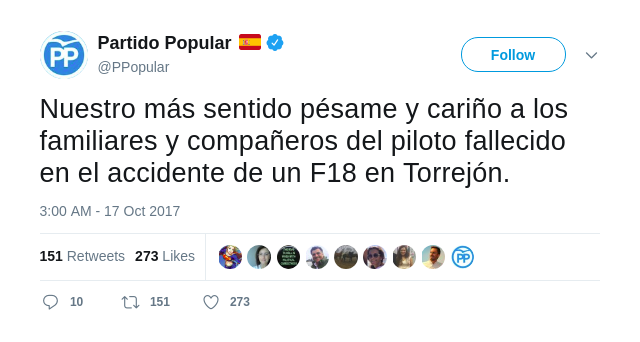 Partido Popular
@PPopular
Follow
Nuestro más sentido pésame y cariño a los
familiares y compañeros del piloto fallecido
en el accidente de un F18 en Torrejón.
3:00 AM - 17 Oct 2017
151 Retweets 273 Likes
10 151 273